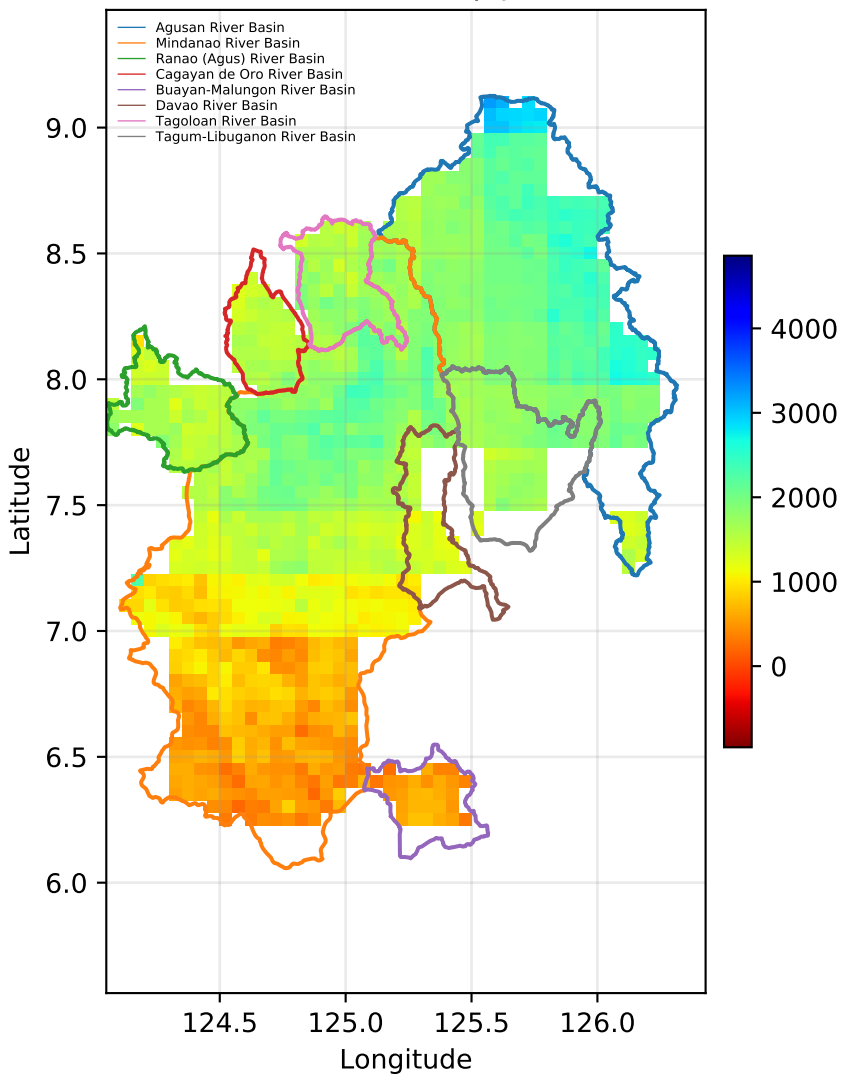 Agusan River Basin
Mindanao River Basin
Ranao (Agus) River Basin
Cagayan de Oro River Basin
Buayan-Malungon River Basin
Davao River Basin
Tagoloan River Basin
Tagum-Libuganon River Basin
9.0
8.5
8.0
7.5
7.0
6.5
6.0
Latitude
124.5 125.0 125.5 126.0
Longitude
4000
3000
2000
1000
0